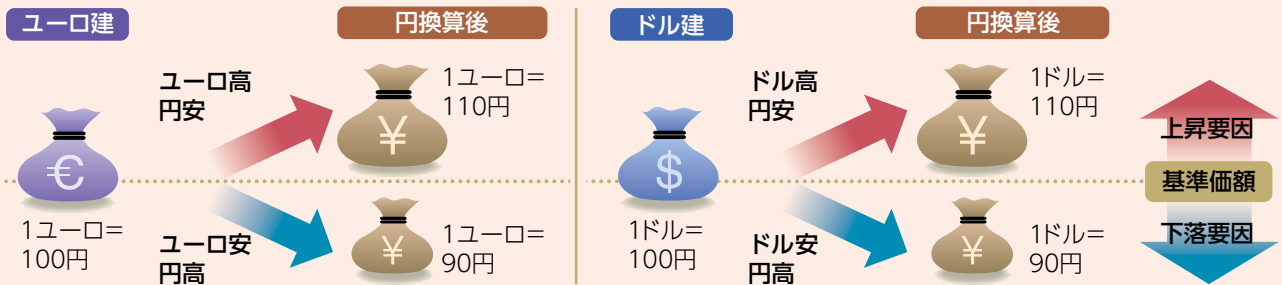 ユーロ建
円換算後
ユーロ高
円安
1ユーロ=
110円
¥
€
1ユーロ=
100円
ユーロ安
円高
¥
1ユーロ=
90円
ドル建
円換算後
ドル高
円安
1ドル=
110円
¥
$
1ドル=
100円
ドル安
円高
¥
1ドル=
90円
上昇要因
基準価額
下落要因